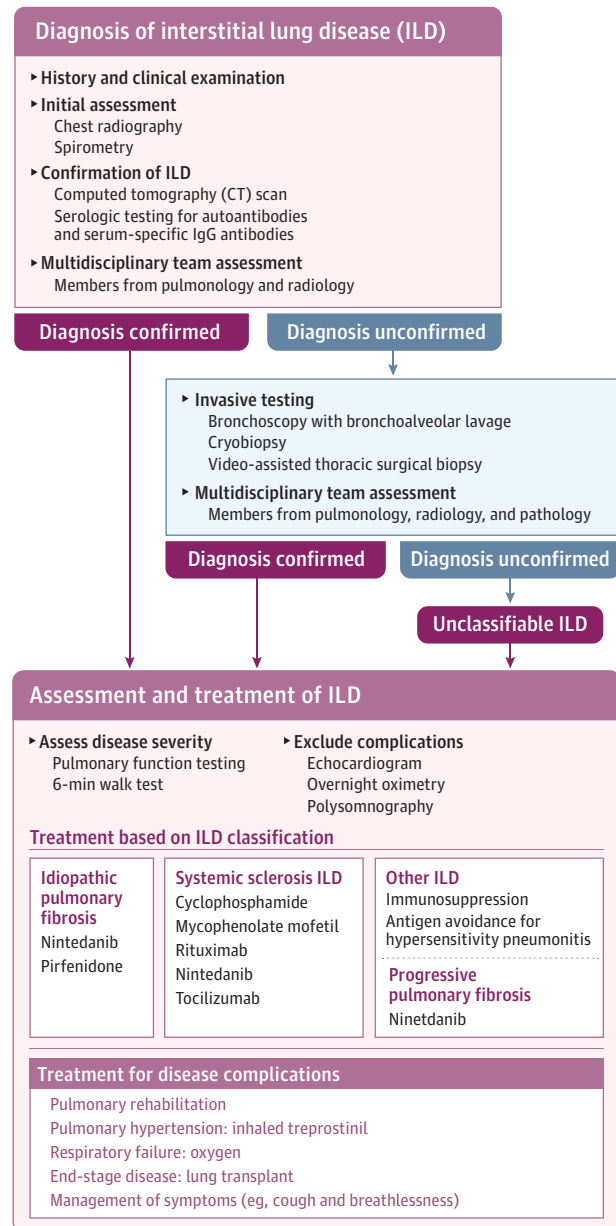 Diagnosis of interstitial lung disease (ILD)
▸ History and clinical examination
▸ Initial assessment
Chest radiography
Spirometry
▸ Confirmation of ILD
Computed tomography (CT) scan
Serologic testing for autoantibodies
and serum-specific IgG antibodies
▸ Multidisciplinary team assessment
Members from pulmonology and radiology
Diagnosis confirmed
Diagnosis unconfirmed
▸ Invasive testing
Bronchoscopy with bronchoalveolar lavage
Cryobiopsy
Video-assisted thoracic surgical biopsy
▸ Multidisciplinary team assessment
Members from pulmonology, radiology, and pathology
Diagnosis confirmed
Diagnosis unconfirmed
Unclassifiable ILD
Assessment and treatment of ILD
▸ Assess disease severity
Pulmonary function testing
6-min walk test
▸ Exclude complications
Echocardiogram
Overnight oximetry
Polysomnography
Treatment based on ILD classification
Idiopathic
pulmonary
fibrosis
Nintedanib
Pirfenidone
Systemic sclerosis ILD
Cyclophosphamide
Mycophenolate mofetil
Rituximab
Nintedanib
Tocilizumab
Other ILD
Immunosuppression
Antigen avoidance for
hypersensitivity pneumonitis
Progressive
pulmonary fibrosis
Ninetdanib
Treatment for disease complications
Pulmonary rehabilitation
Pulmonary hypertension: inhaled treprostinil
Respiratory failure: oxygen
End-stage disease: lung transplant
Management of symptoms (eg, cough and breathlessness)